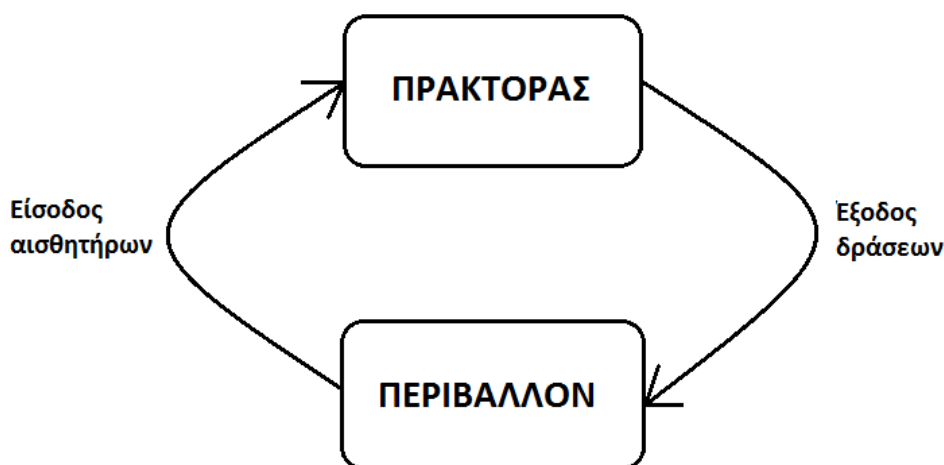 ΠΡΑΚΤΟΡΑΣ
Είσοδος
αισθητήρων
Έξοδος
δράσεων
ΠΕΡΙΒΑΛΛΟΝ